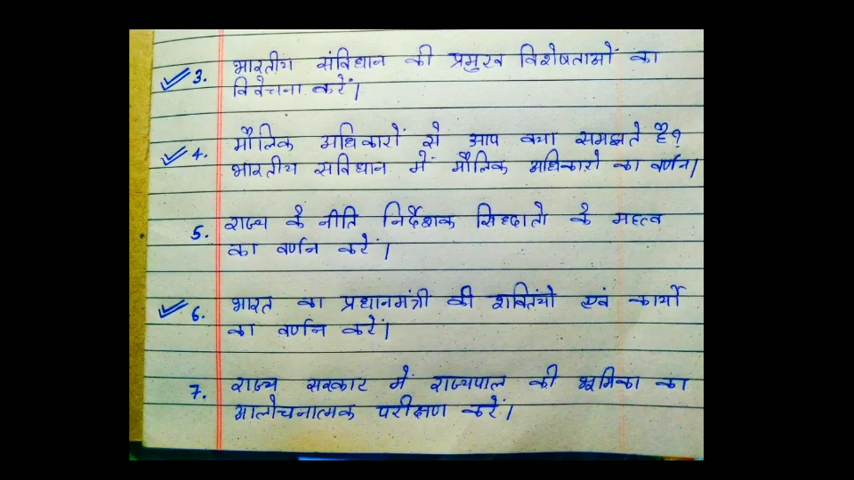 3. भारतीय संविधान की प्रमुख विशेषताओं का
विवेचना करें।
4. मौलिक अधिकारों से आप क्या समझते है?
भारतीय संविधान में मौलिक अधिकारों का वर्णन।
5. राज्य के नीति निर्देशक सिध्दातो के महत्व
का वर्णन करें।
6. भारत का प्रधानमंत्री की शक्तियो एवं कार्यो
का वर्णन करें।
7. राज्य सरकार में राज्यपाल की भूमिका का
आलोचनात्मक परीक्षण करें।